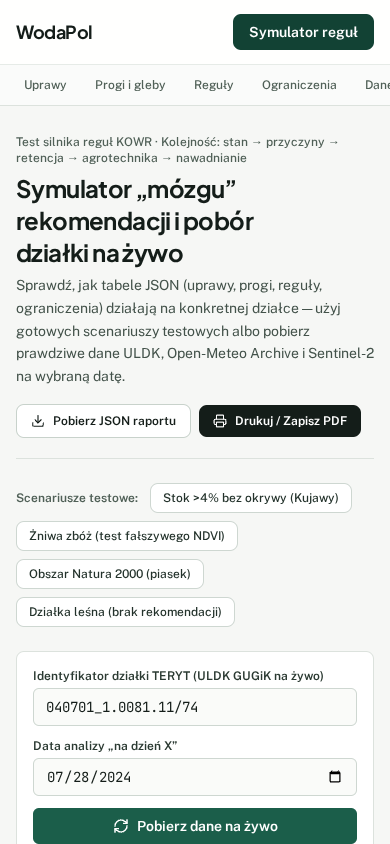 WodaPol
Symulator reguł
Uprawy
Progi i gleby
Reguły
Ograniczenia
Dane
Test silnika reguł KOWR · Kolejność: stan → przyczyny →
retencja → agrotechnika → nawadnianie
Symulator „mózgu”
rekomendacji i pobór
działki na żywo
Sprawdź, jak tabele JSON (uprawy, progi, reguły,
ograniczenia) działają na konkretnej działce — użyj
gotowych scenariuszy testowych albo pobierz
prawdziwe dane ULDK, Open-Meteo Archive i Sentinel-2
na wybraną datę.
Pobierz JSON raportu
Drukuj / Zapisz PDF
Scenariusze testowe:
Stok >4% bez okrywy (Kujawy)
Żniwa zbóż (test fałszywego NDVI)
Obszar Natura 2000 (piasek)
Działka leśna (brak rekomendacji)
Identyfikator działki TERYT (ULDK GUGiK na żywo)
040701_1.0081.11/74
Data analizy „na dzień X”
07/28/2024
Pobierz dane na żywo